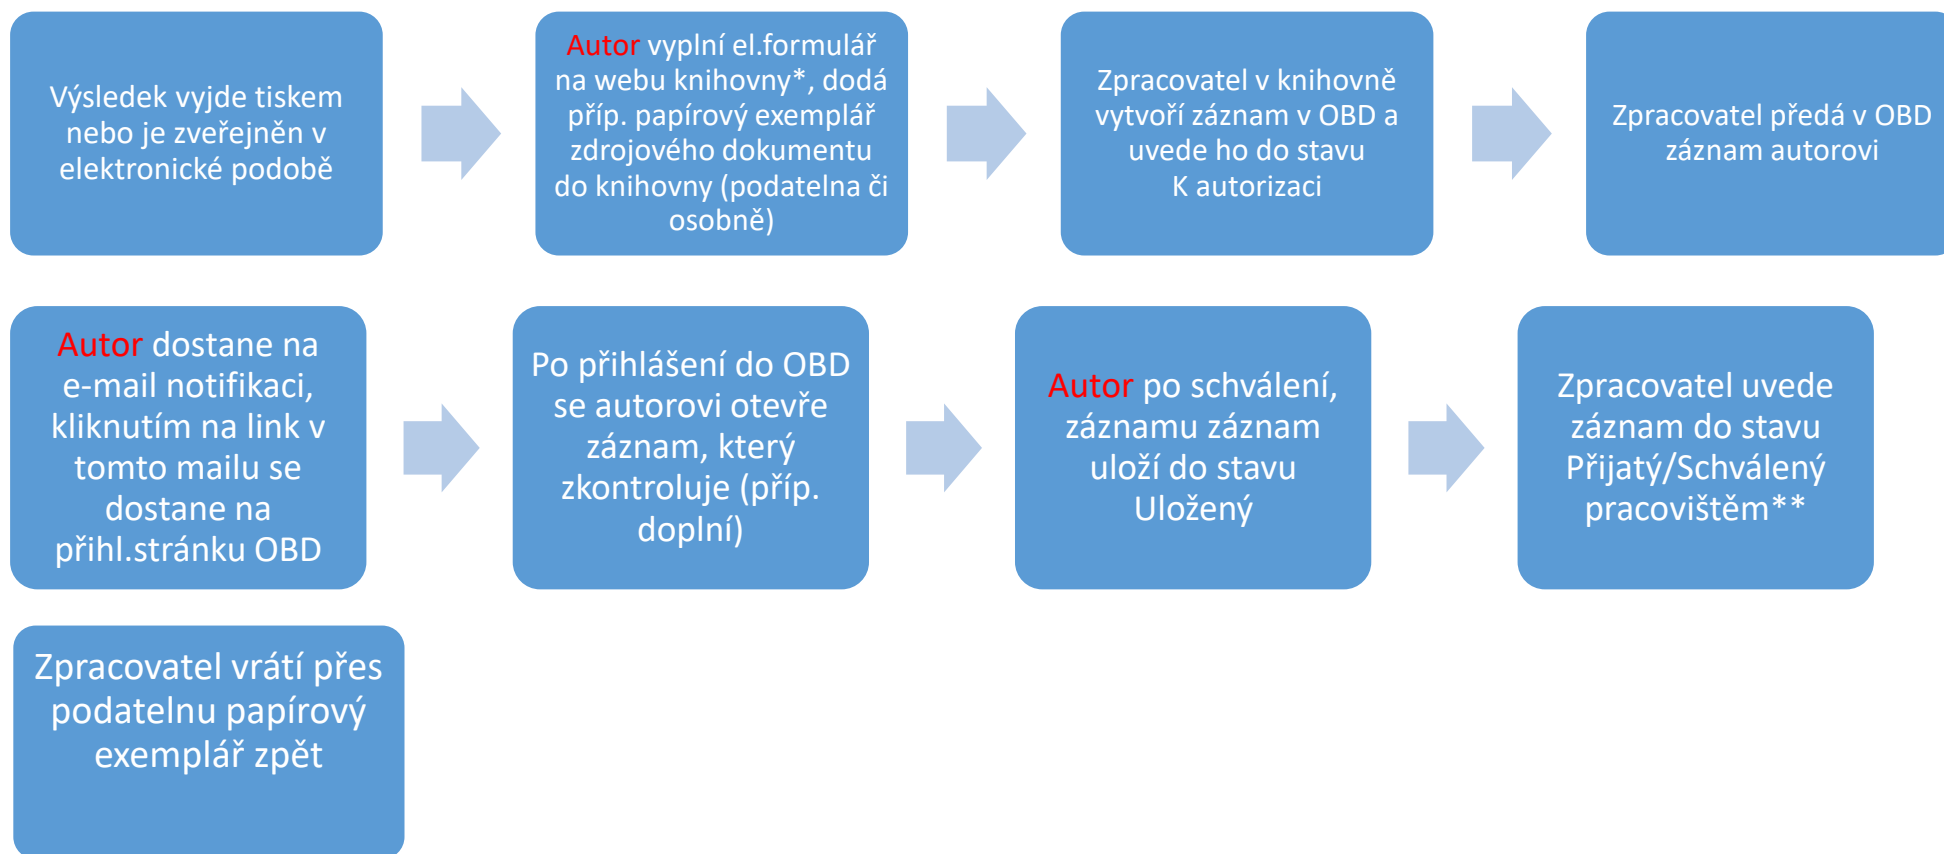 Výsledek vyjde tiskem
nebo je zveřejněn v
elektronické podobě
Autor vyplní el.formulář
na webu knihovny*, dodá
příp. papírový exemplář
zdrojového dokumentu
do knihovny (podatelna či
osobně)
Zpracovatel v knihovně
vytvoří záznam v OBD a
uvede ho do stavu
K autorizaci
Zpracovatel předá v OBD
záznam autorovi
Autor dostane na
e-mail notifikaci,
kliknutím na link v
tomto mailu se
dostane na
přihl.stránku OBD
Po přihlášení do OBD
se autorovi otevře
záznam, který
zkontroluje (příp.
doplní)
Autor po schválení,
záznamu záznam
uloží do stavu
Uložený
Zpracovatel uvede
záznam do stavu
Přijatý/Schválený
pracovištěm**
Zpracovatel vrátí přes
podatelnu papírový
exemplář zpět